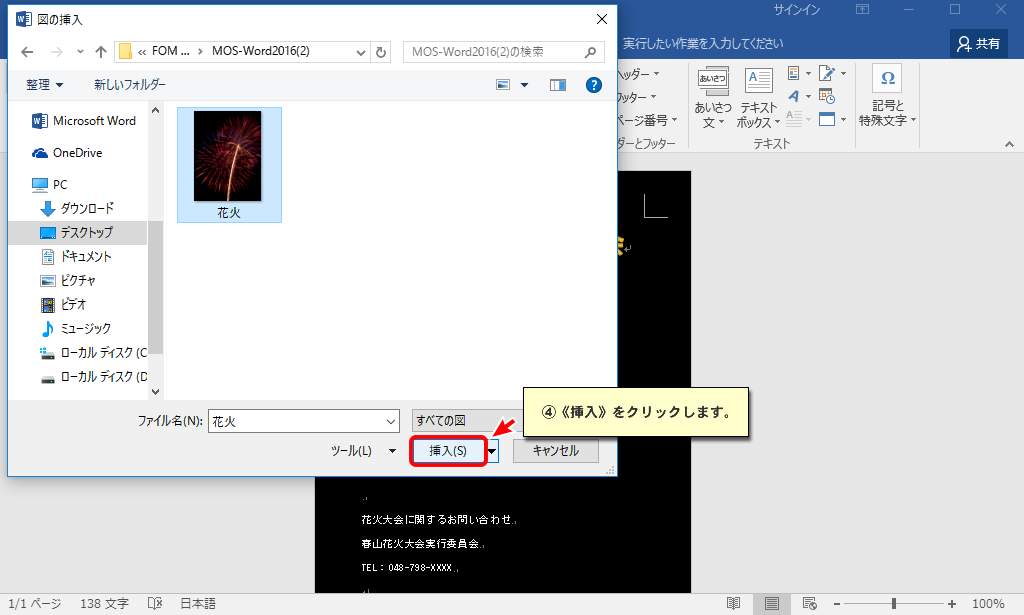 図の挿入
サインイン
« FOM ... › MOS-Word2016(2)
MOS-Word2016(2)の検索
実行したい作業を入力してください
共有
整理
新しいフォルダー
Microsoft Word
OneDrive
PC
ダウンロード
デスクトップ
ドキュメント
ピクチャ
ビデオ
ミュージック
ローカル ディスク (C
ローカル ディスク (D
花火
ヘッダー
フッター
ページ番号
ダーとフッター
あいさつ
あいさつ
文
テキスト
ボックス
テキスト
Ω
記号と
特殊文字
ファイル名(N):
花火
すべての図
ツール(L)
挿入(S)
キャンセル
④《挿入》をクリックします。
花火大会に関するお問い合わせ
春山花火大会実行委員会
TEL：048-798-XXXX
1/1 ページ
138 文字
日本語
100%